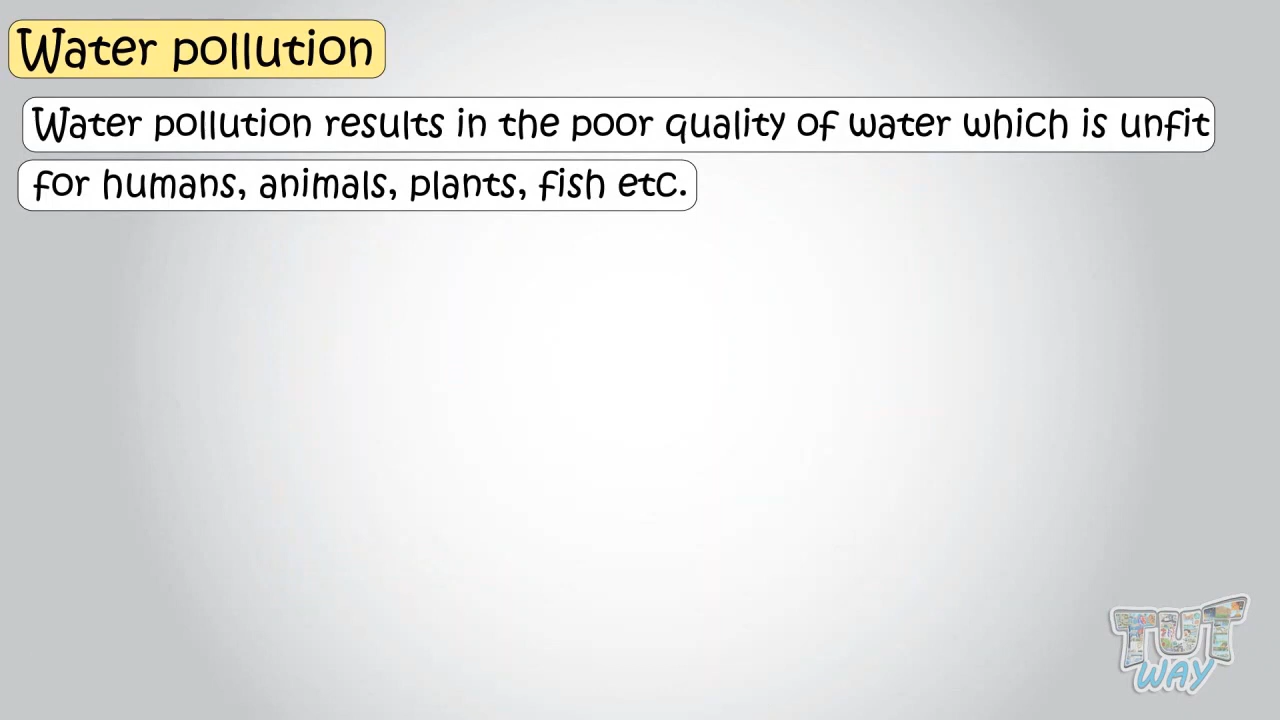 Water pollution
Water pollution results in the poor quality of water which is unfit
for humans, animals, plants, fish etc.
TUT
WAY